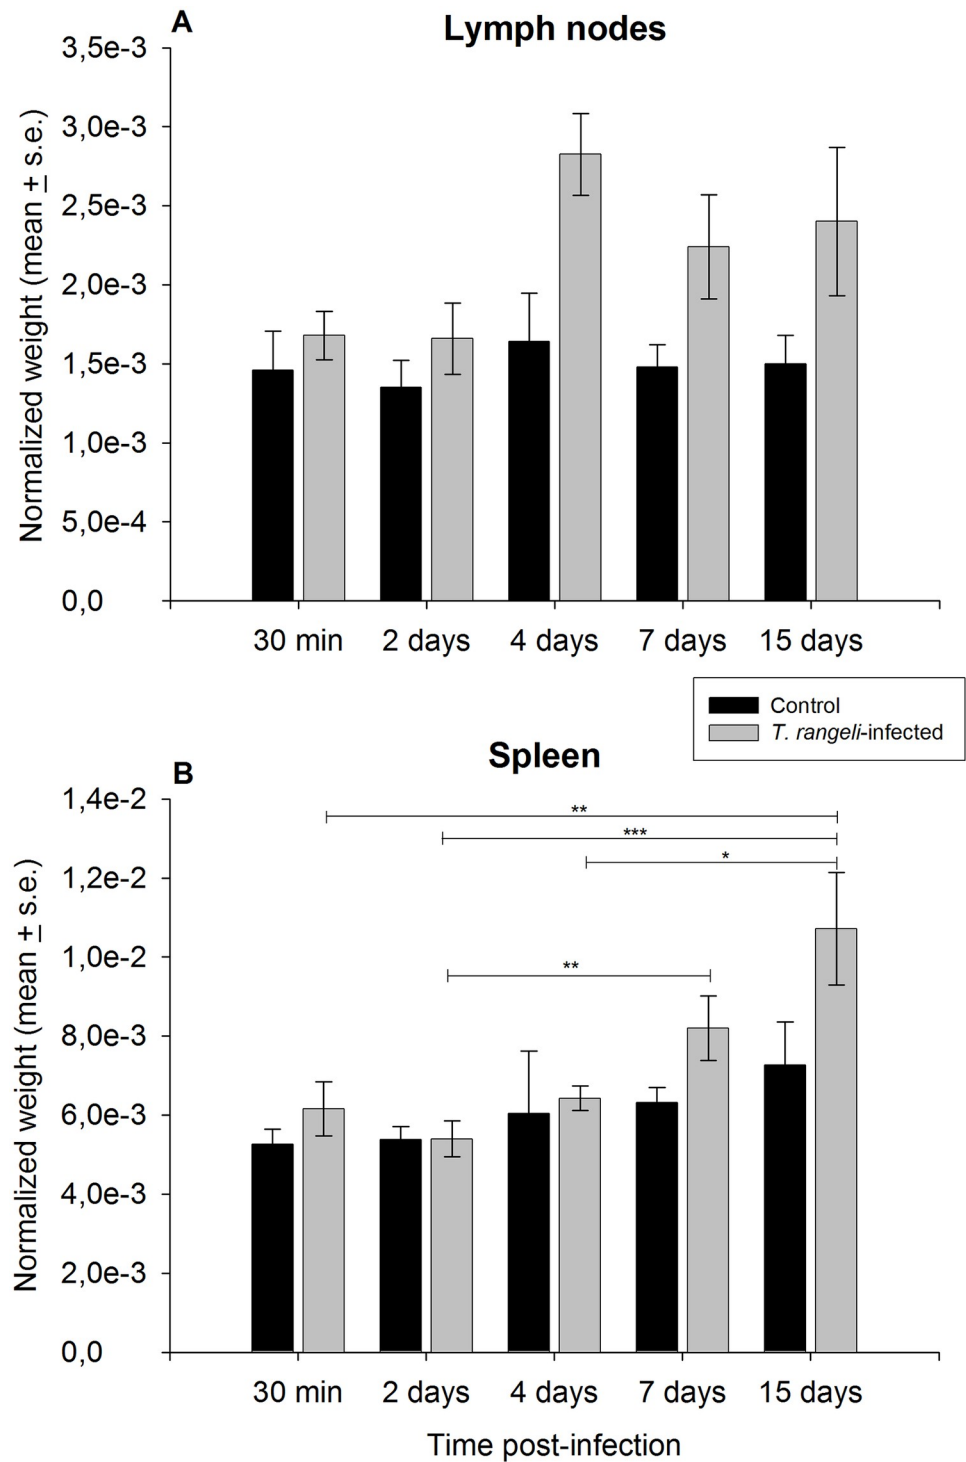 A
Lymph nodes
Normalized weight (mean ± s.e.)
3,5e-3
3,0e-3
2,5e-3
2,0e-3
1,5e-3
1,0e-3
5,0e-4
0,0
30 min 2 days 4 days 7 days 15 days
Control
T. rangeli-infected
B
Spleen
Normalized weight (mean ± s.e.)
1,4e-2
1,2e-2
1,0e-2
8,0e-3
6,0e-3
4,0e-3
2,0e-3
0,0
**
***
*
**
30 min 2 days 4 days 7 days 15 days
Time post-infection